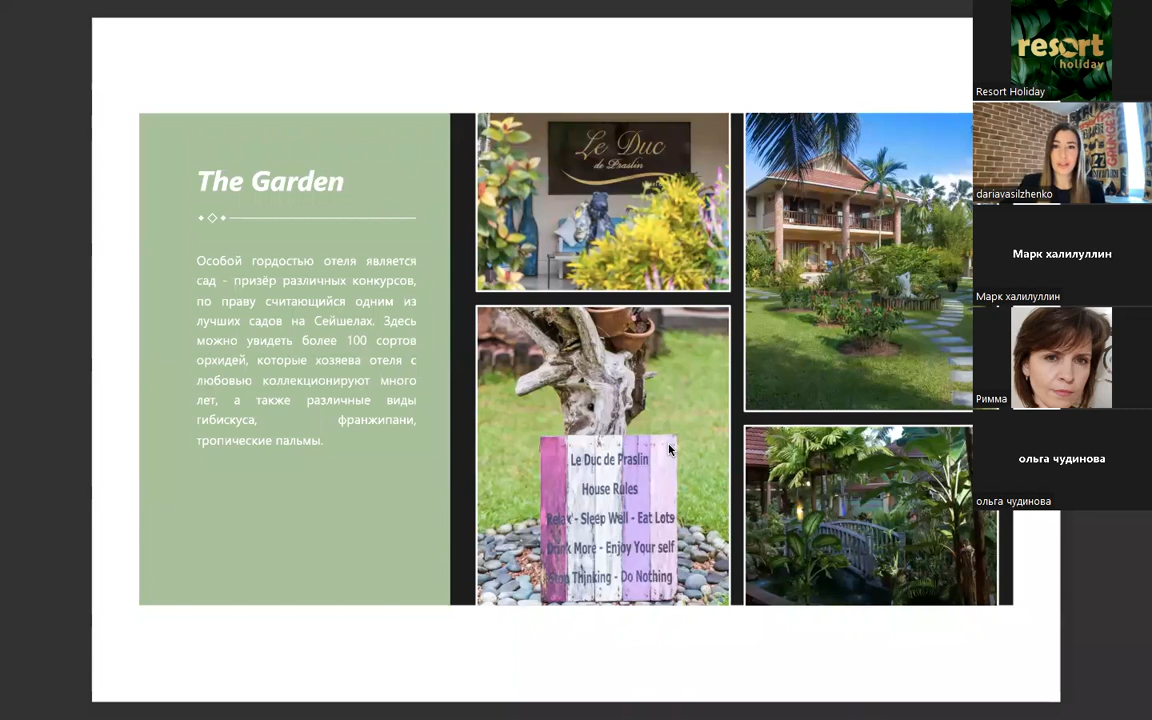 The Garden
Особой гордостью отеля является
сад - призёр различных конкурсов,
по праву считающийся одним из
лучших садов на Сейшелах. Здесь
можно увидеть более 100 сортов
орхидей, которые хозяева отеля с
любовью коллекционируют много
лет, а также различные виды
гибискуса, франжипани,
тропические пальмы.
Le Duc
de Praslin
Le Duc de Praslin
House Rules
Relax - Sleep Well - Eat Lots
Drink More - Enjoy Your self
Stop Thinking - Do Nothing
resort
holiday
Resort Holiday
GRUNGE
dariavasilzhenko
Марк халилуллин
Марк халилуллин
Римма
ольга чудинова
ольга чудинова